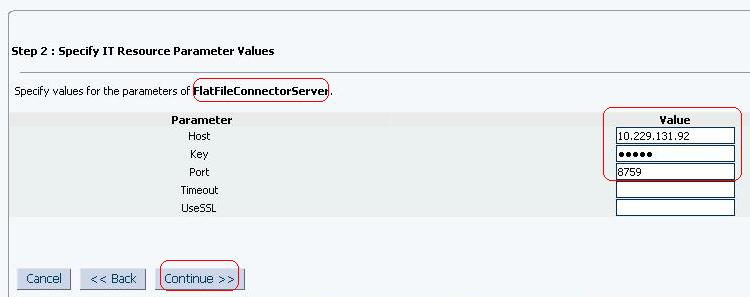 Step 2 : Specify IT Resource Parameter Values
Specify values for the parameters of FlatFileConnectorServer.
Parameter Value
Host 10.229.131.92
Key ●●●●●
Port 8759
Timeout
UseSSL
Cancel << Back Continue >>